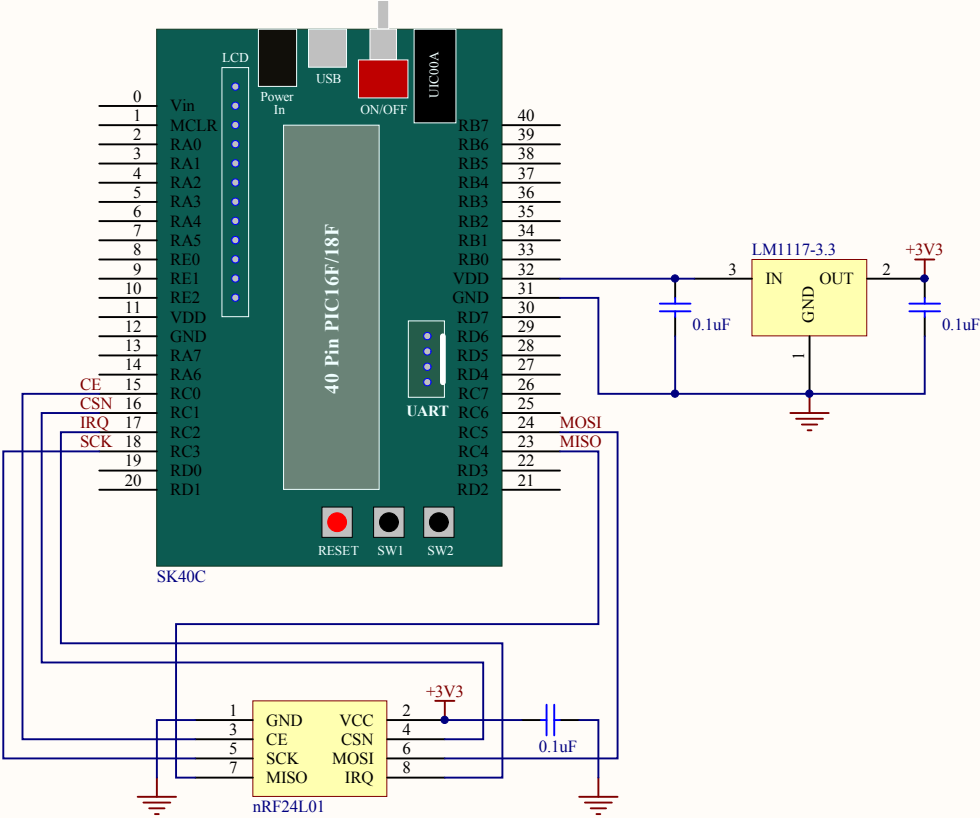 LCD
Power
In
USB
ON/OFF
UIC00A
0 Vin
1 MCLR
2 RA0
3 RA1
4 RA2
5 RA3
6 RA4
7 RA5
8 RE0
9 RE1
10 RE2
11 VDD
12 GND
13 RA7
14 RA6
CE 15 RC0
CSN 16 RC1
IRQ 17 RC2
SCK 18 RC3
19 RD0
20 RD1
40 Pin PIC16F/18F
UART
RB7 40
RB6 39
RB5 38
RB4 37
RB3 36
RB2 35
RB1 34
RB0 33
VDD 32
GND 31
RD7 30
RD6 29
RD5 28
RD4 27
RC7 26
RC6 25
RC5 24 MOSI
RC4 23 MISO
RD3 22
RD2 21
RESET SW1 SW2
SK40C
LM1117-3.3
3 IN OUT 2
GND
1
+3V3
0.1uF
0.1uF
+3V3
1 GND VCC 2
3 CE CSN 4
5 SCK MOSI 6
7 MISO IRQ 8
nRF24L01
0.1uF